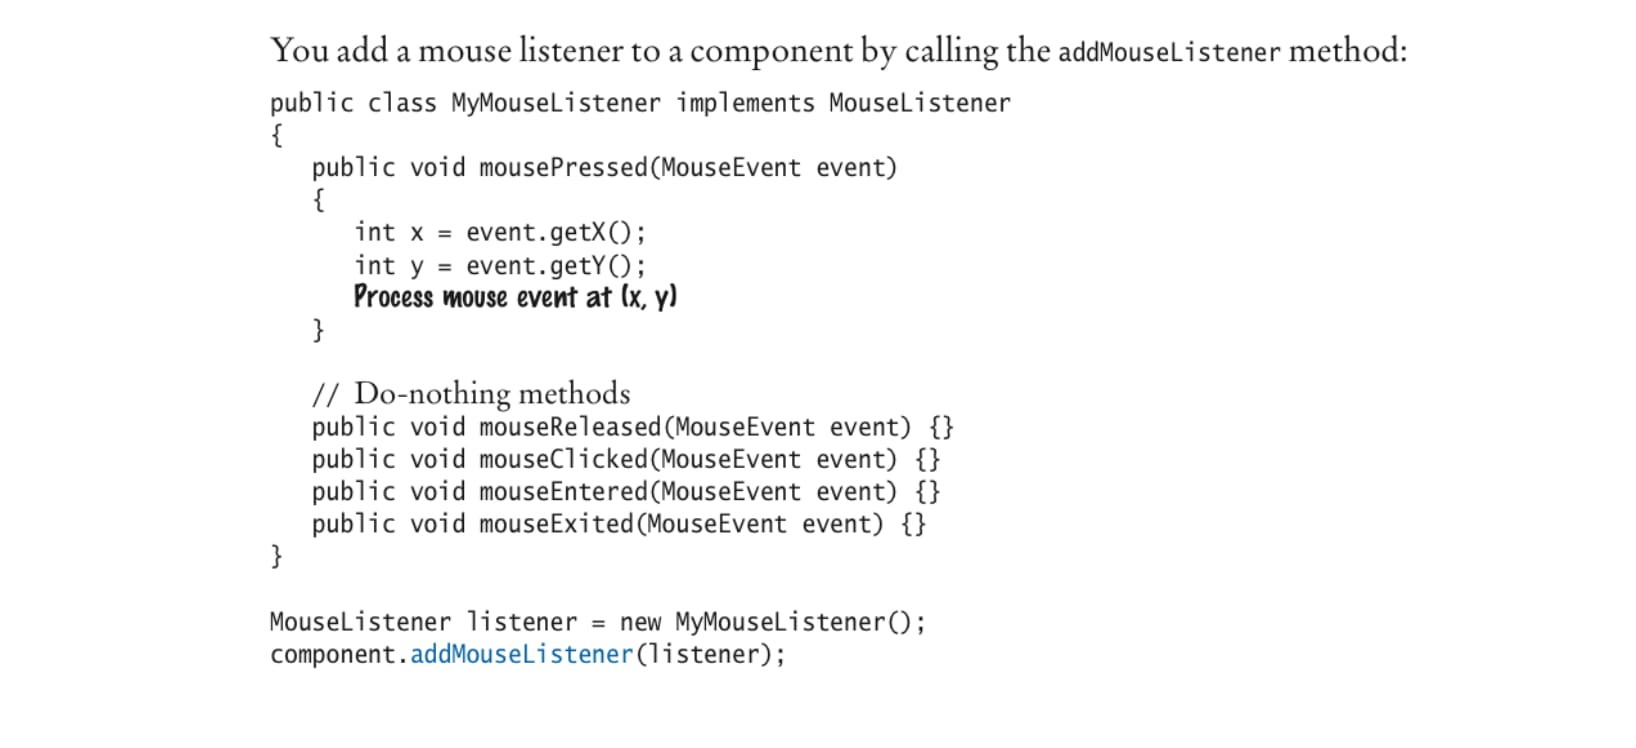 You add a mouse listener to a component by calling the addMouseListener method:
public class MyMouseListener implements MouseListener
{
public void mousePressed(MouseEvent event)
{
int x = event.getX();
int y = event.getY();
Process mouse event at (x, y)
}
// Do-nothing methods
public void mouseReleased(MouseEvent event) {}
public void mouseClicked(MouseEvent event) {}
public void mouseEntered(MouseEvent event) {}
public void mouseExited(MouseEvent event) {}
}
MouseListener listener = new MyMouseListener();
component.addMouseListener(listener);